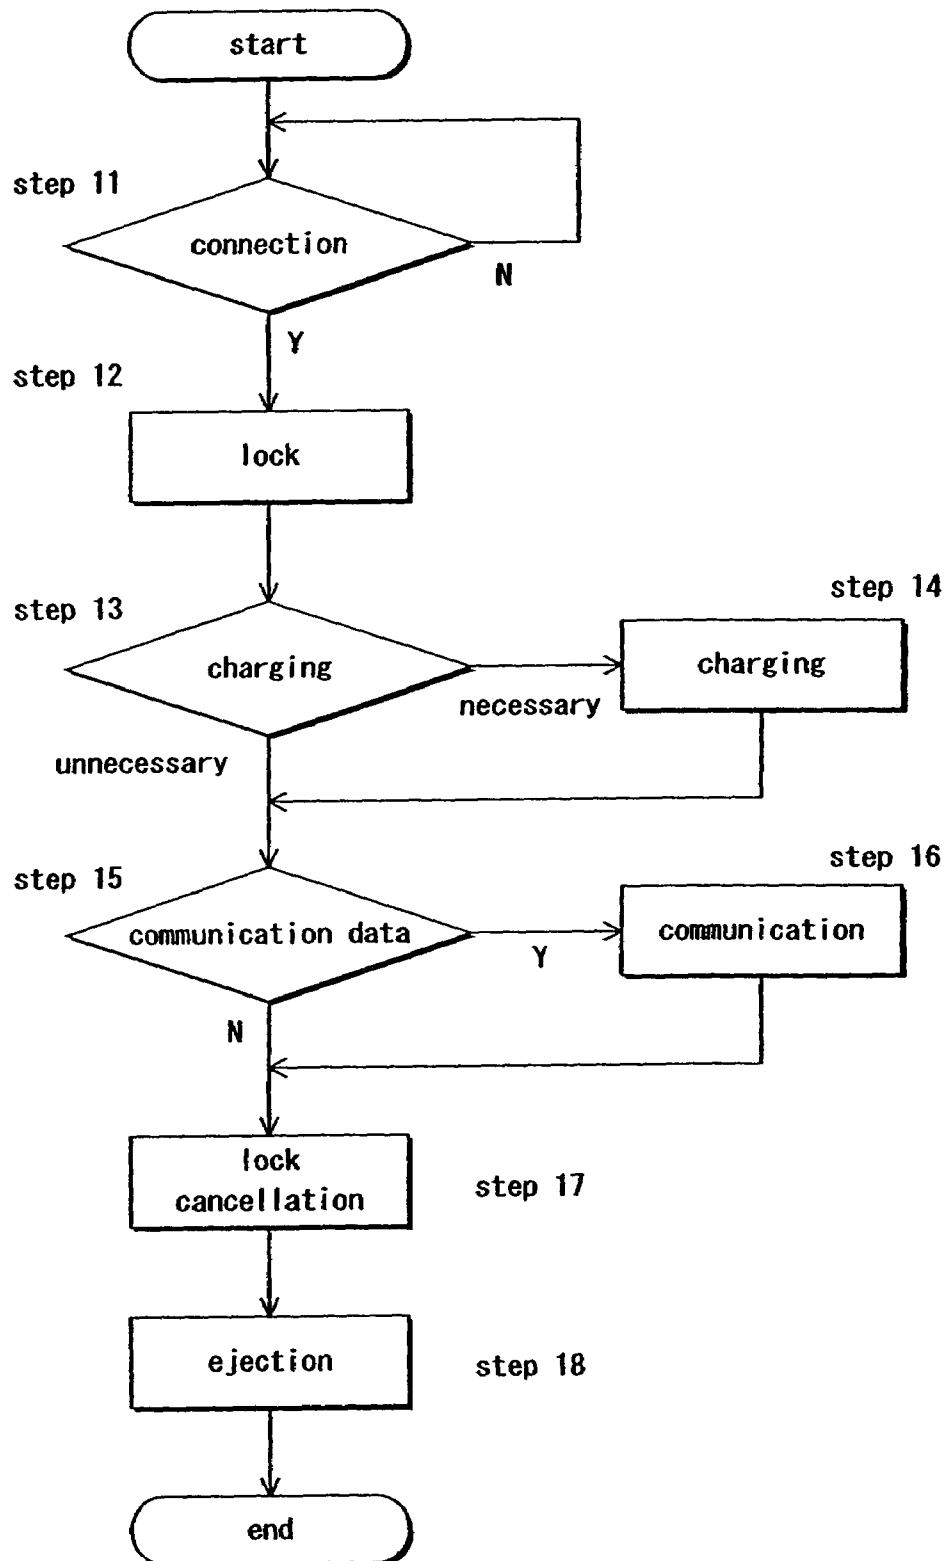 start
step 11
connection
N
Y
step 12
lock
step 14
step 13
charging
charging
necessary
unnecessary
step 16
step 15
communication data
communication
Y
N
lock
cancellation
step 17
ejection
step 18
end